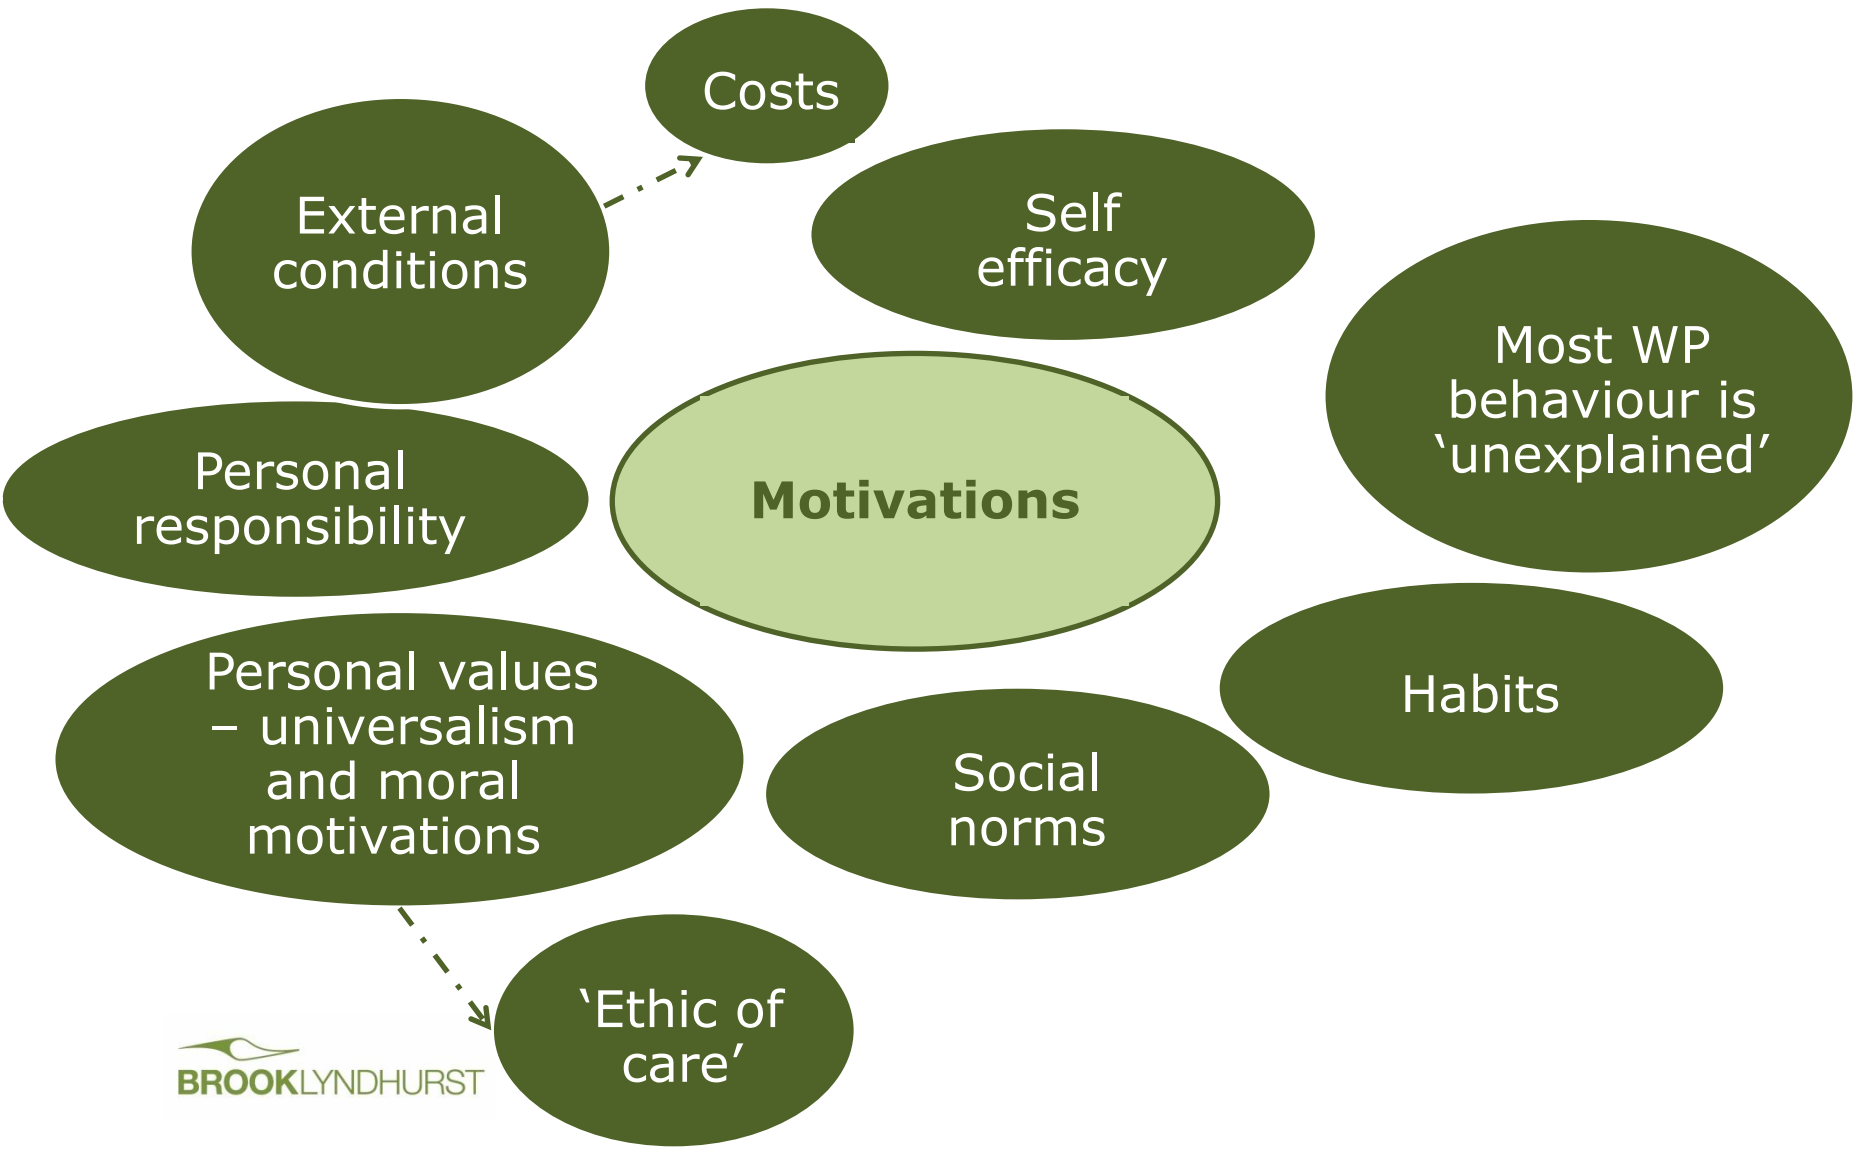 Costs
External
conditions
Self
efficacy
Most WP
behaviour is
‘unexplained’
Personal
responsibility
Motivations
Personal values
– universalism
and moral
motivations
Habits
Social
norms
‘Ethic of
care’
BROOKLYNDHURST